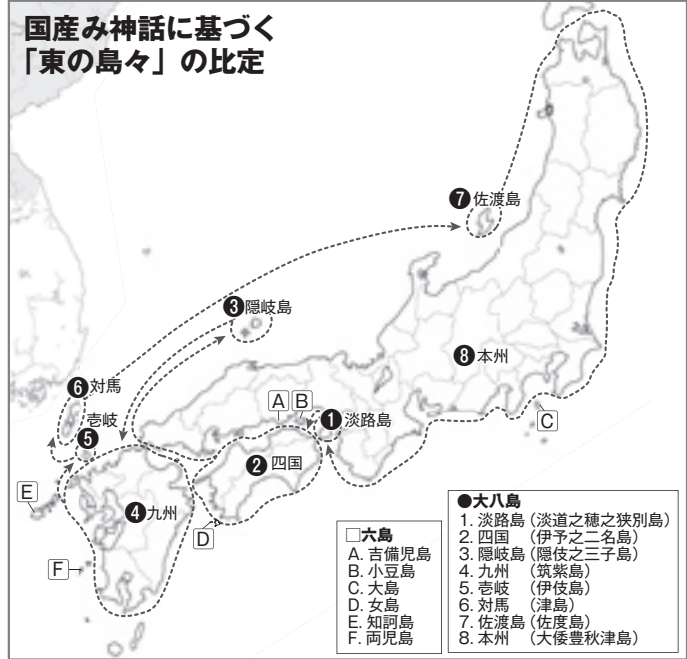 国産み神話に基づく
「東の島々」の比定
❼佐渡島
❸隠岐島
❽本州
❻対馬
壱岐
❺
A B
❶淡路島
C
❷四国
E
❹九州
D
F
□六島
A. 吉備児島
B. 小豆島
C. 大島
D. 女島
E. 知訶島
F. 両児島
●大八島
1. 淡路島（淡道之穂之狭別島）
2. 四国　（伊予之二名島）
3. 隠岐島（隠伎之三子島）
4. 九州　（筑紫島）
5. 壱岐　（伊伎島）
6. 対馬　（津島）
7. 佐渡島（佐度島）
8. 本州　（大倭豊秋津島）